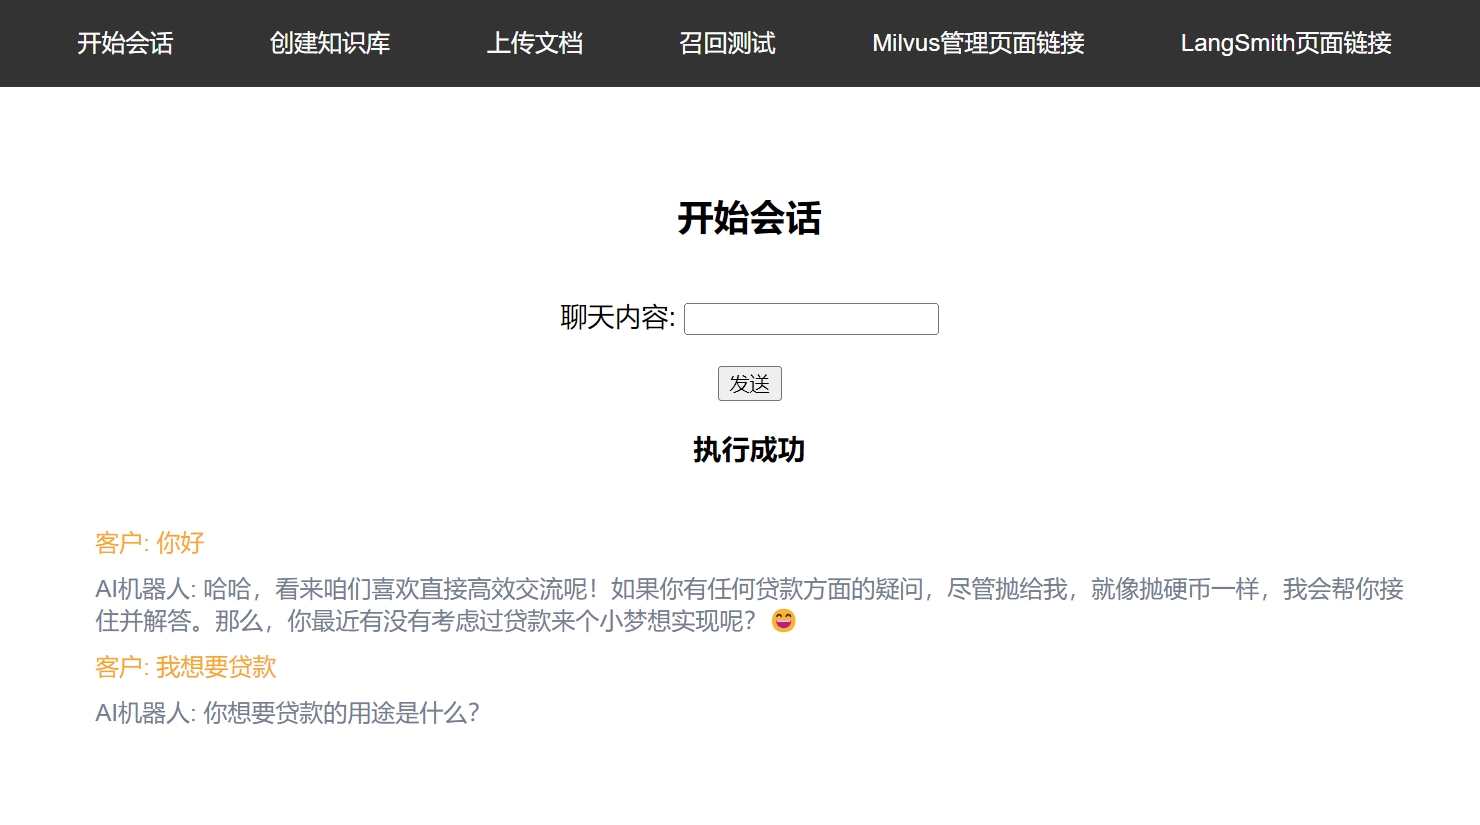 开始会话 创建知识库 上传文档 召回测试 Milvus管理页面链接 LangSmith页面链接
开始会话
聊天内容:
发送
执行成功
客户: 你好
AI机器人: 哈哈，看来咱们喜欢直接高效交流呢！如果你有任何贷款方面的疑问，尽管抛给我，就像抛硬币一样，我会帮你接
住并解答。那么，你最近有没有考虑过贷款来个小梦想实现呢？😄
客户: 我想要贷款
AI机器人: 你想要贷款的用途是什么？